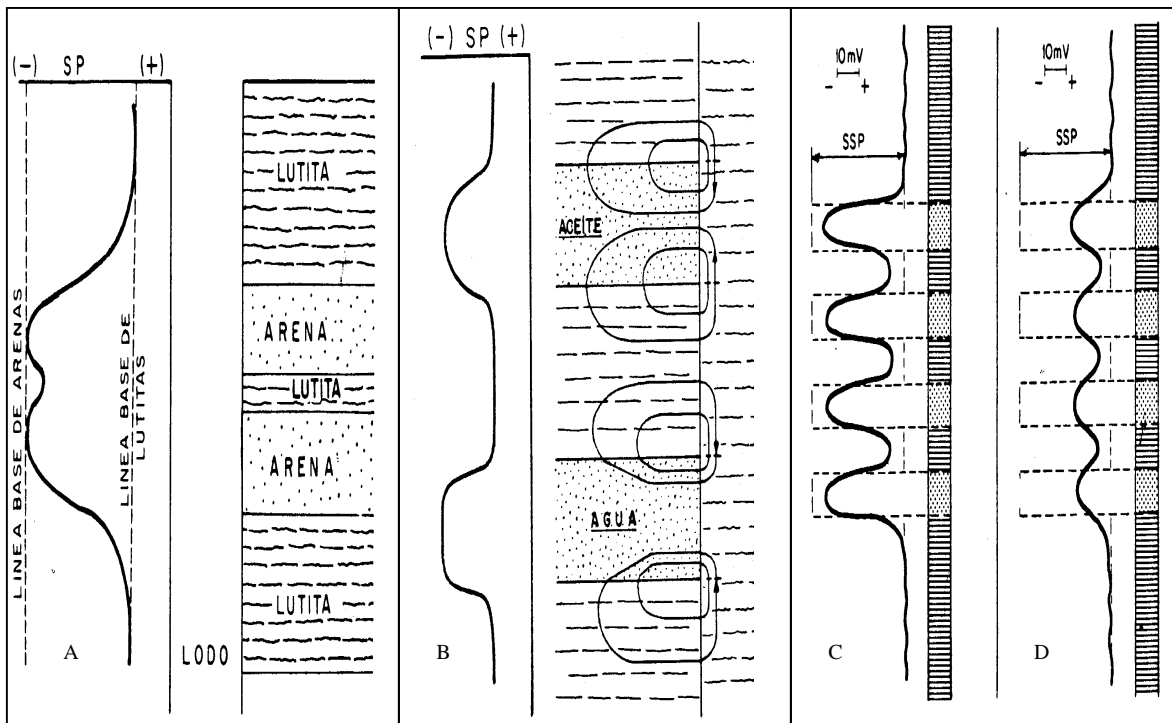 (-) SP (+)
LINEA BASE DE ARENAS
LINEA BASE DE
LUTITAS
LUTITA
ARENA
LUTITA
ARENA
LUTITA
LODO
A
(-) SP (+)
ACEITE
AGUA
B
10mV
- +
SSP
C
10mV
- +
SSP
D